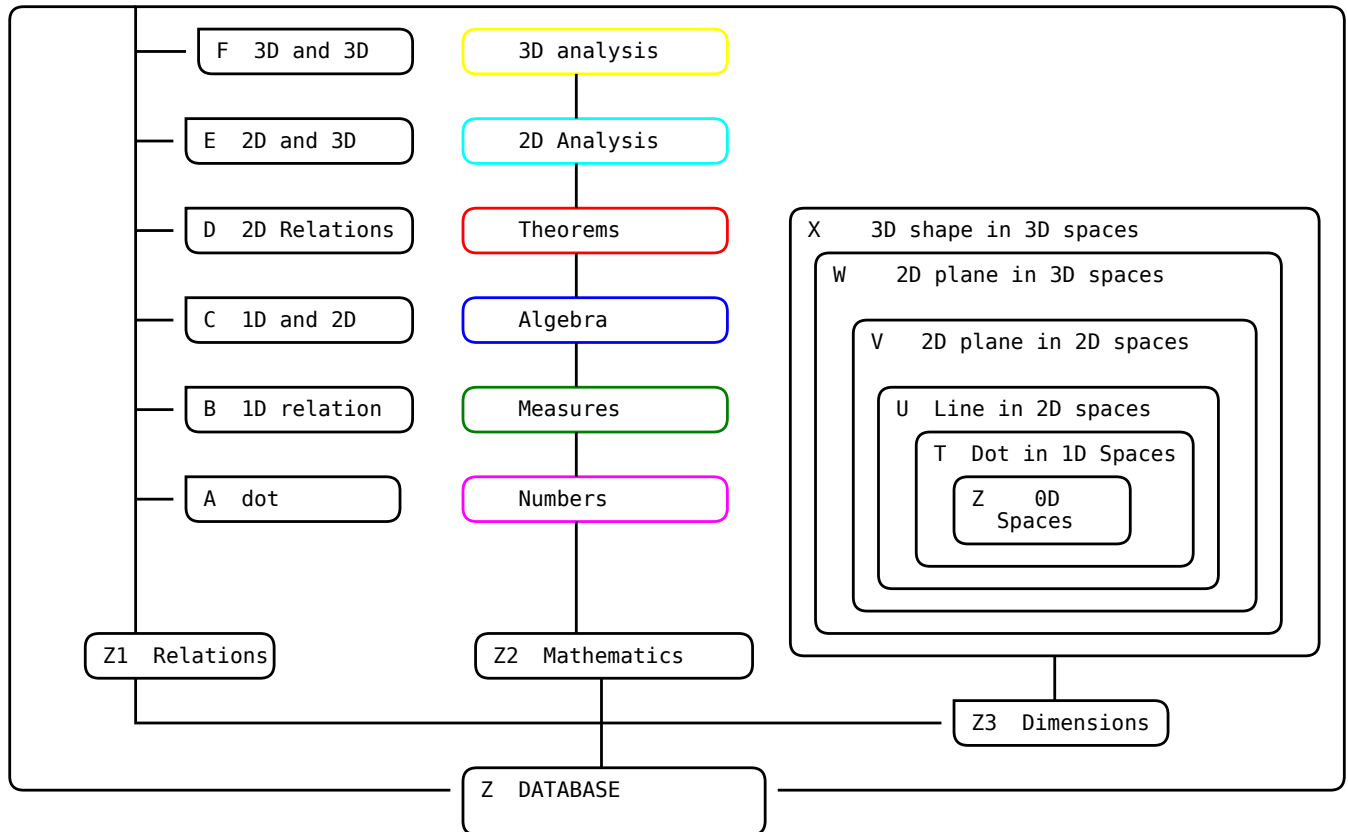 F 3D and 3D
3D analysis
E 2D and 3D
2D Analysis
D 2D Relations
Theorems
X 3D shape in 3D spaces
W 2D plane in 3D spaces
C 1D and 2D
Algebra
V 2D plane in 2D spaces
B 1D relation
Measures
U Line in 2D spaces
T Dot in 1D Spaces
A dot
Numbers
Z 0D
Spaces
Z1 Relations
Z2 Mathematics
Z3 Dimensions
Z DATABASE